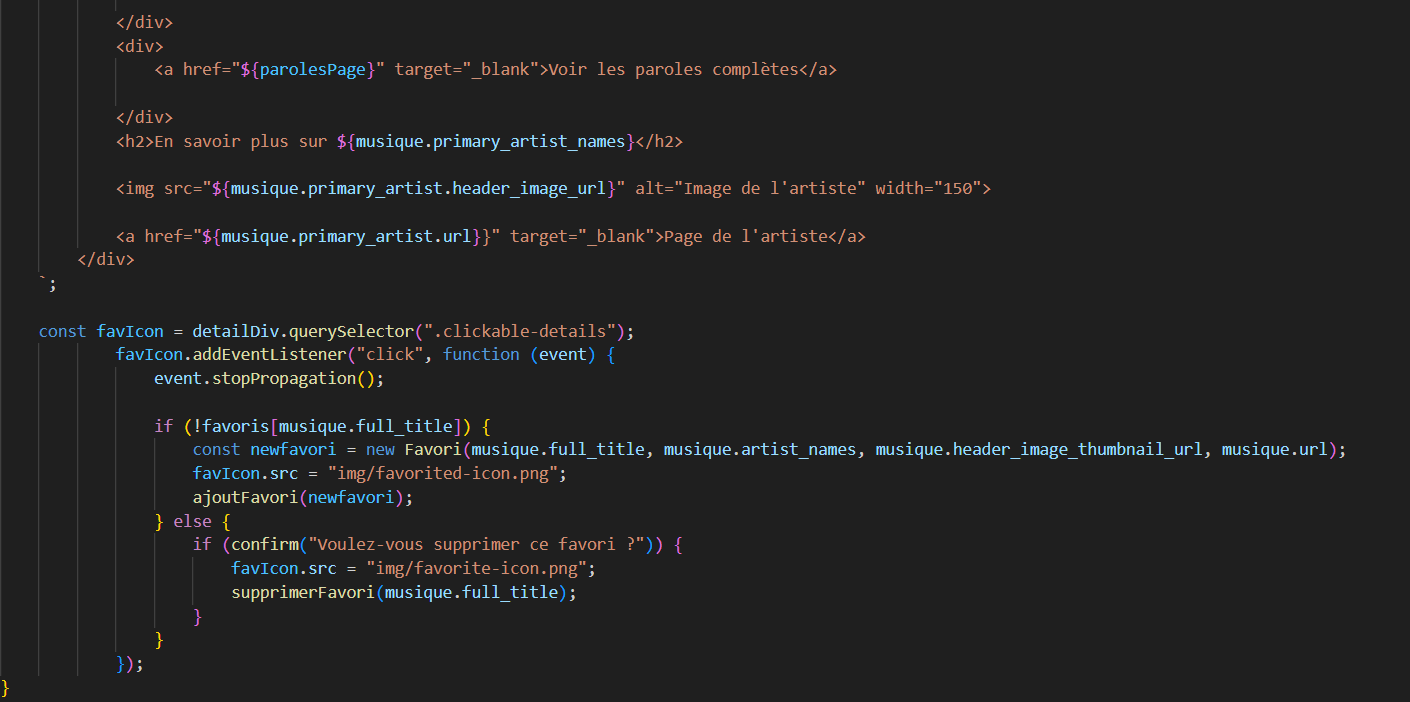 </div>
<div>
<a href="${parolesPage}" target="_blank">Voir les paroles complètes</a>
</div>
<h2>En savoir plus sur ${musique.primary_artist_names}</h2>
<img src="${musique.primary_artist.header_image_url}" alt="Image de l'artiste" width="150">
<a href="${musique.primary_artist.url}}" target="_blank">Page de l'artiste</a>
</div>
`;
const favIcon = detailDiv.querySelector(".clickable-details");
favIcon.addEventListener("click", function (event) {
event.stopPropagation();
if (!favoris[musique.full_title]) {
const newfavori = new Favori(musique.full_title, musique.artist_names, musique.header_image_thumbnail_url, musique.url);
favIcon.src = "img/favorited-icon.png";
ajoutFavori(newfavori);
} else {
if (confirm("Voulez-vous supprimer ce favori ?")) {
favIcon.src = "img/favorite-icon.png";
supprimerFavori(musique.full_title);
}
}
});
}